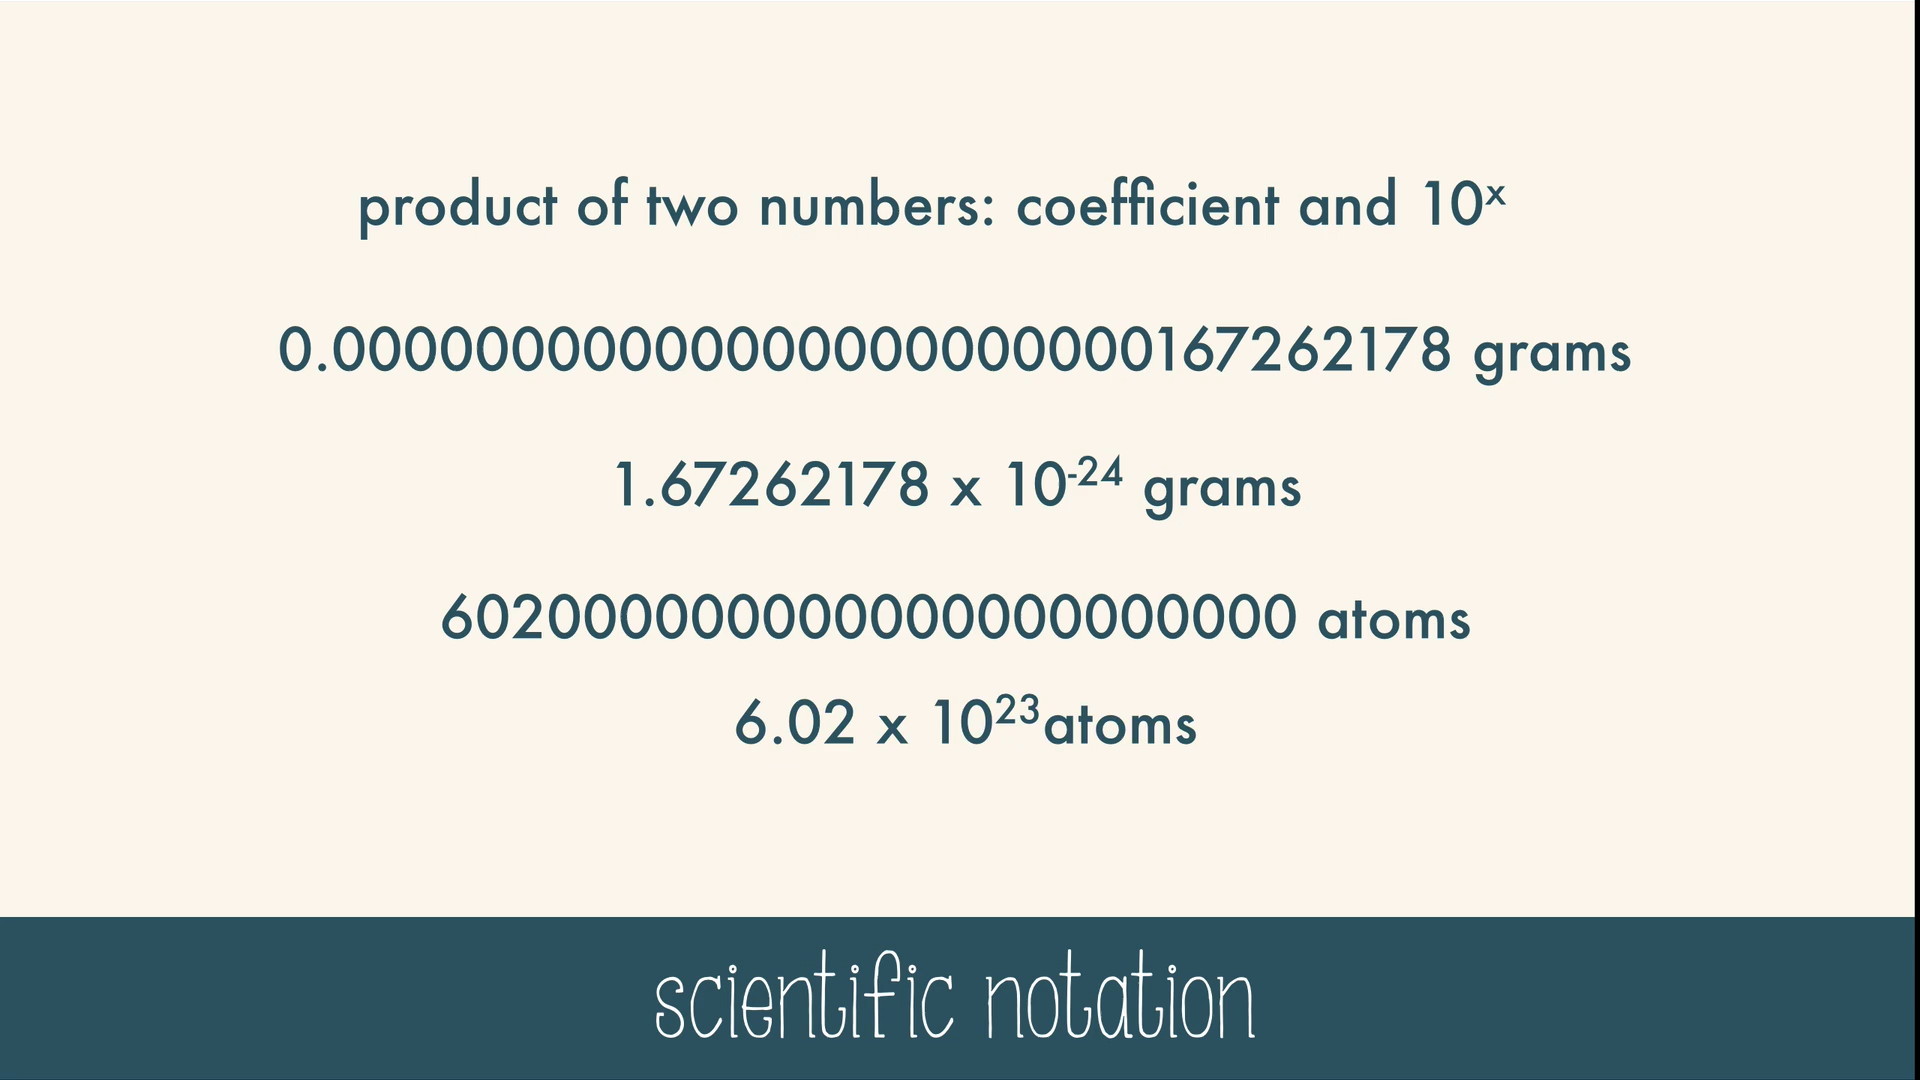 product of two numbers: coefficient and 10ˣ
0.00000000000000000000000167262178 grams
1.67262178 x 10⁻²⁴ grams
602000000000000000000000 atoms
6.02 x 10²³atoms
scientific notation